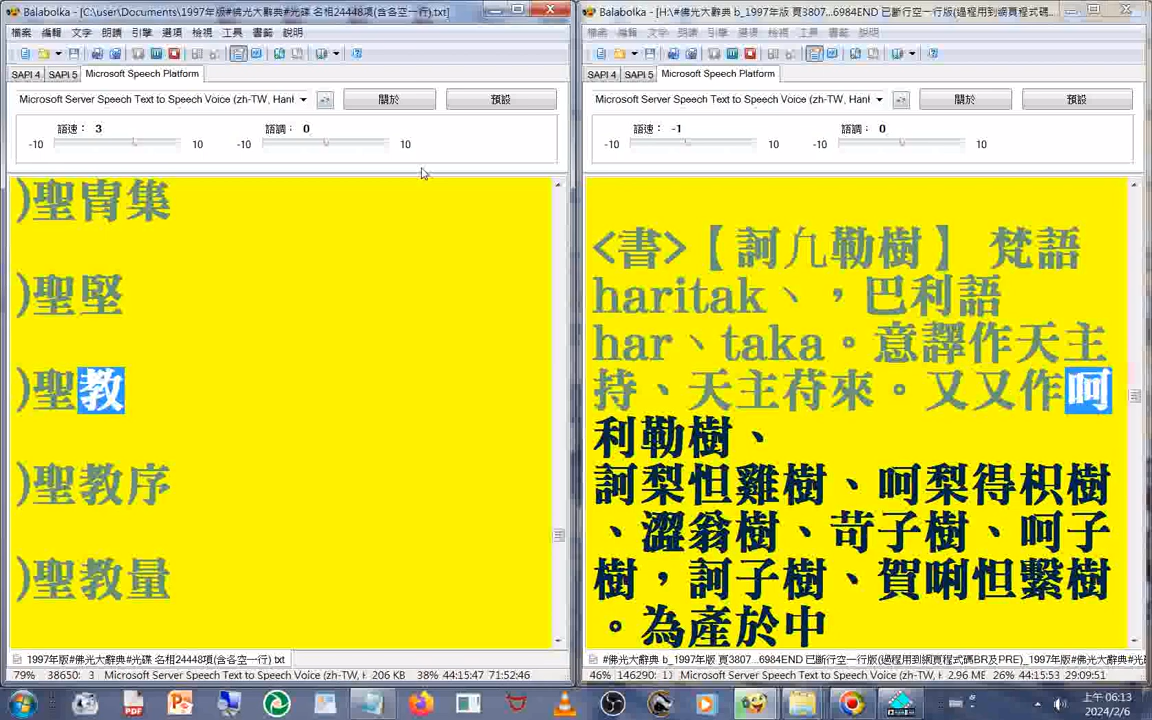 Balabolka - [C:\user\Documents\1997年版#佛光大辭典#光碟 名相24448項(含各空一行).txt]
檔案 編輯 文字 朗讀 引擎 選項 檢視 工具 書籤 說明
SAPI 4 SAPI 5 Microsoft Speech Platform
Microsoft Server Speech Text to Speech Voice (zh-TW, Hanl
關於
預設
語速： 3
語調： 0
-10 10 -10 10
)聖胄集
)聖堅
)聖教
)聖教序
)聖教量
1997年版#佛光大辭典#光碟 名相24448項(含各空一行) txt
79% 38650: 3 Microsoft Server Speech Text to Speech Voice (zh-TW, H 206 KB 38% 44:15:47 71:52:46
Balabolka - [H:\#佛光大辭典 b_1997年版 頁3807...6984END 已斷行空一行版(過程用到網頁程式碼
檔案 編輯 文字 朗讀 引擎 選項 檢視 工具 書籤 說明
SAPI 4 SAPI 5 Microsoft Speech Platform
Microsoft Server Speech Text to Speech Voice (zh-TW, Hanl
關於
預設
語速： -1
語調： 0
-10 10 -10 10
<書>【訶凢勒樹】 梵語
haritak、，巴利語
har、taka。意譯作天主
持、天主荷來。又又作呵
利勒樹、
訶梨怛雞樹、呵梨得枳樹
、澀翁樹、苛子樹、呵子
樹，訶子樹、賀唎怛繫樹
。為產於中
#佛光大辭典 b_1997年版 頁3807...6984END 已斷行空一行版(過程用到網頁程式碼BR及PRE)_1997年版#光
46% 146290: 1) Microsoft Server Speech Text to Speech Voice (zh-TW, H 2.96 ME 26% 44:15:53 29:09:51
上午 06:13
2024/2/6